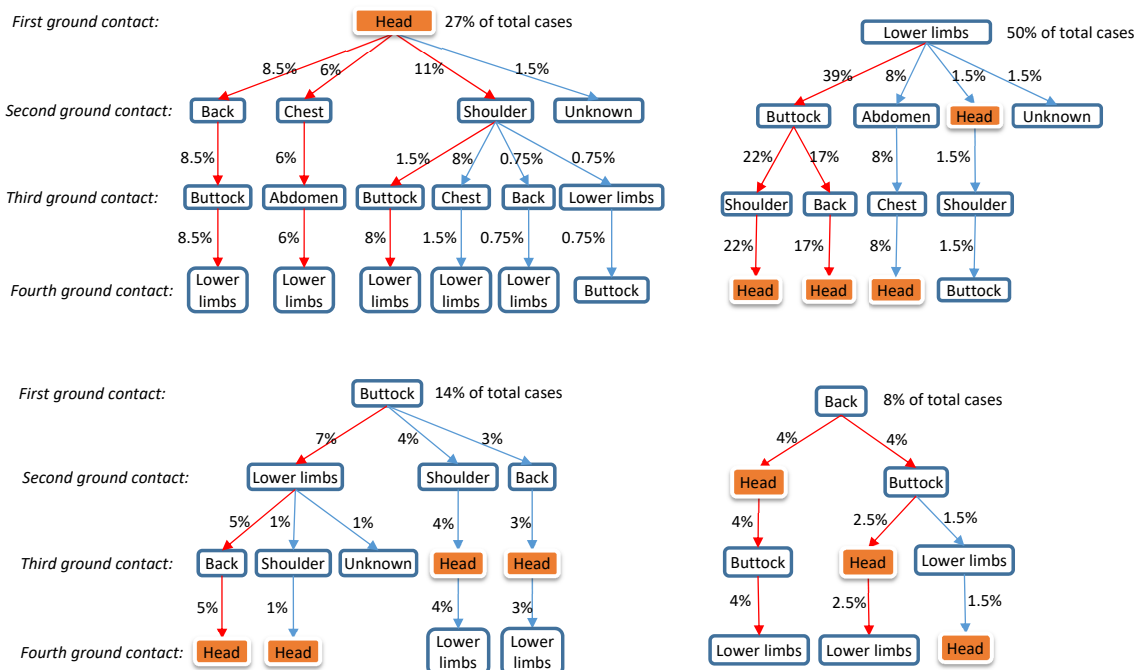 First ground contact: Head 27% of total cases
Lower limbs 50% of total cases
8.5% 6% 11% 1.5%
39% 8% 1.5% 1.5%
Second ground contact: Back Chest Shoulder Unknown
Buttock Abdomen Head Unknown
8.5% 6% 1.5% 8% 0.75% 0.75%
22% 17% 8% 1.5%
Third ground contact: Buttock Abdomen Buttock Chest Back Lower limbs
Shoulder Back Chest Shoulder
8.5% 6% 8% 1.5% 0.75% 0.75%
22% 17% 8% 1.5%
Fourth ground contact: Lower limbs Lower limbs Lower limbs Lower limbs Lower limbs Buttock
Head Head Head Buttock
First ground contact: Buttock 14% of total cases
Back 8% of total cases
7% 4% 3%
4% 4%
Second ground contact: Lower limbs Shoulder Back
Head Buttock
5% 1% 1% 4% 3%
4% 2.5% 1.5%
Third ground contact: Back Shoulder Unknown Head Head
Buttock Head Lower limbs
5% 1% 4% 3%
4% 2.5% 1.5%
Fourth ground contact: Head Head Lower limbs Lower limbs
Lower limbs Lower limbs Head